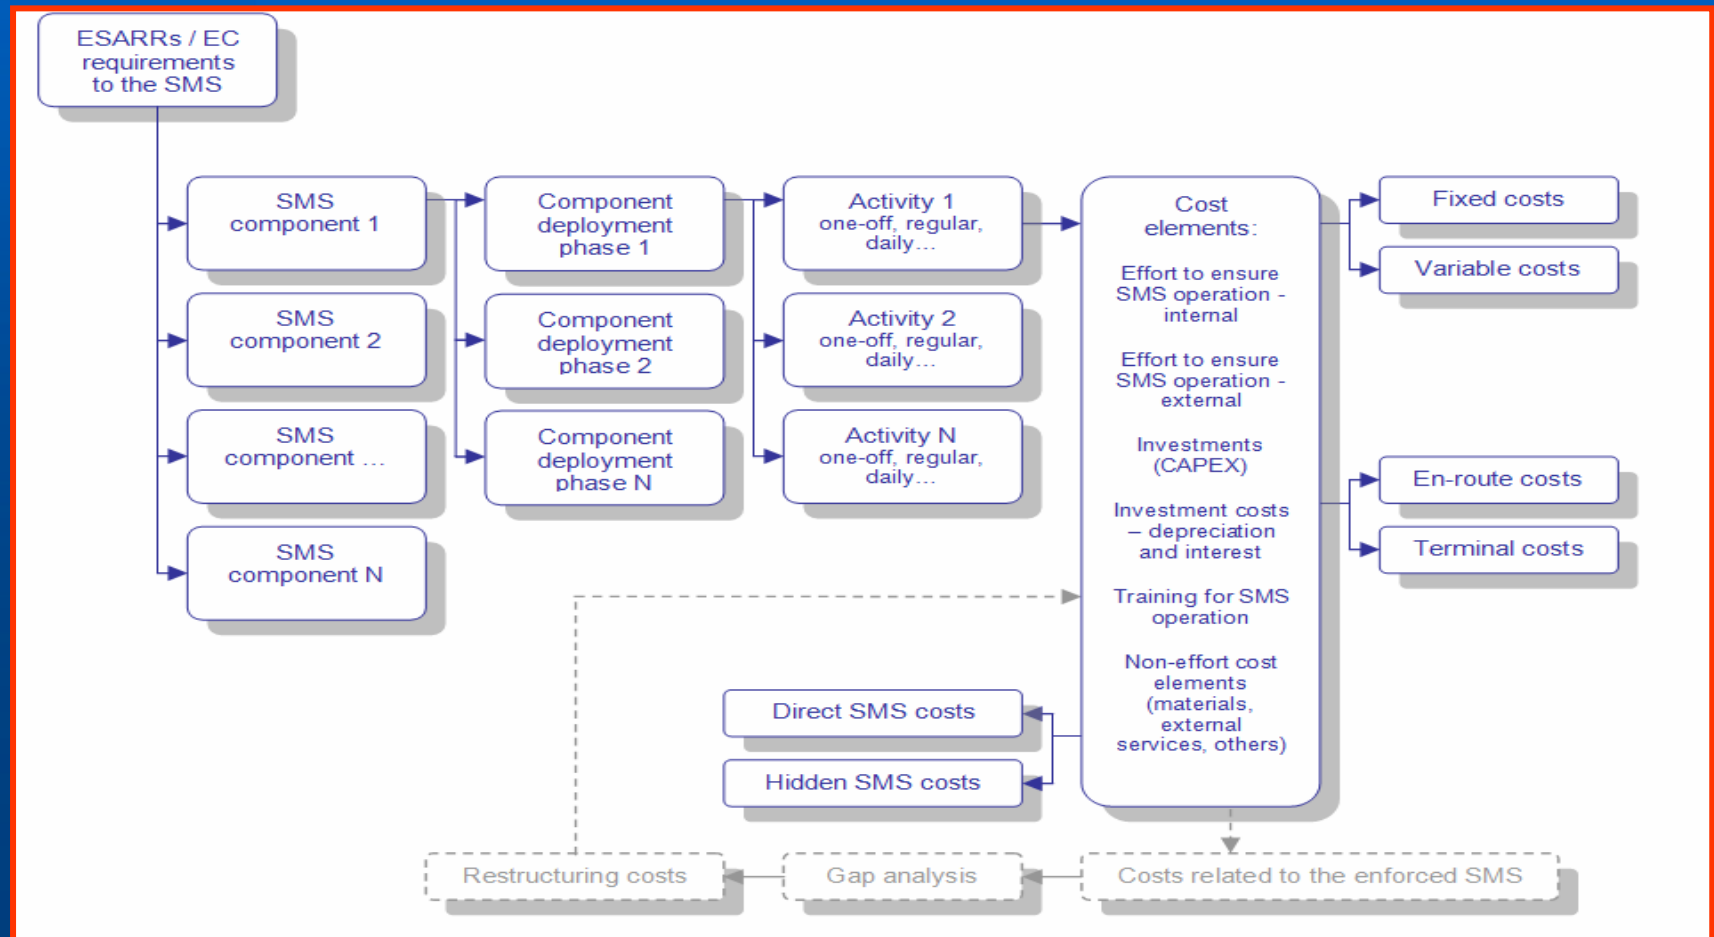 ESARRs / EC
requirements
to the SMS
SMS
component 1
SMS
component 2
SMS
component ...
SMS
component N
Component
deployment
phase 1
Component
deployment
phase 2
Component
deployment
phase N
Activity 1
one-off, regular,
daily...
Activity 2
one-off, regular,
daily...
Activity N
one-off, regular,
daily...
Cost
elements:
Effort to ensure
SMS operation -
internal
Effort to ensure
SMS operation -
external
Investments
(CAPEX)
Investment costs
– depreciation
and interest
Training for SMS
operation
Non-effort cost
elements
(materials,
external
services, others)
Fixed costs
Variable costs
En-route costs
Terminal costs
Direct SMS costs
Hidden SMS costs
Restructuring costs
Gap analysis
Costs related to the enforced SMS